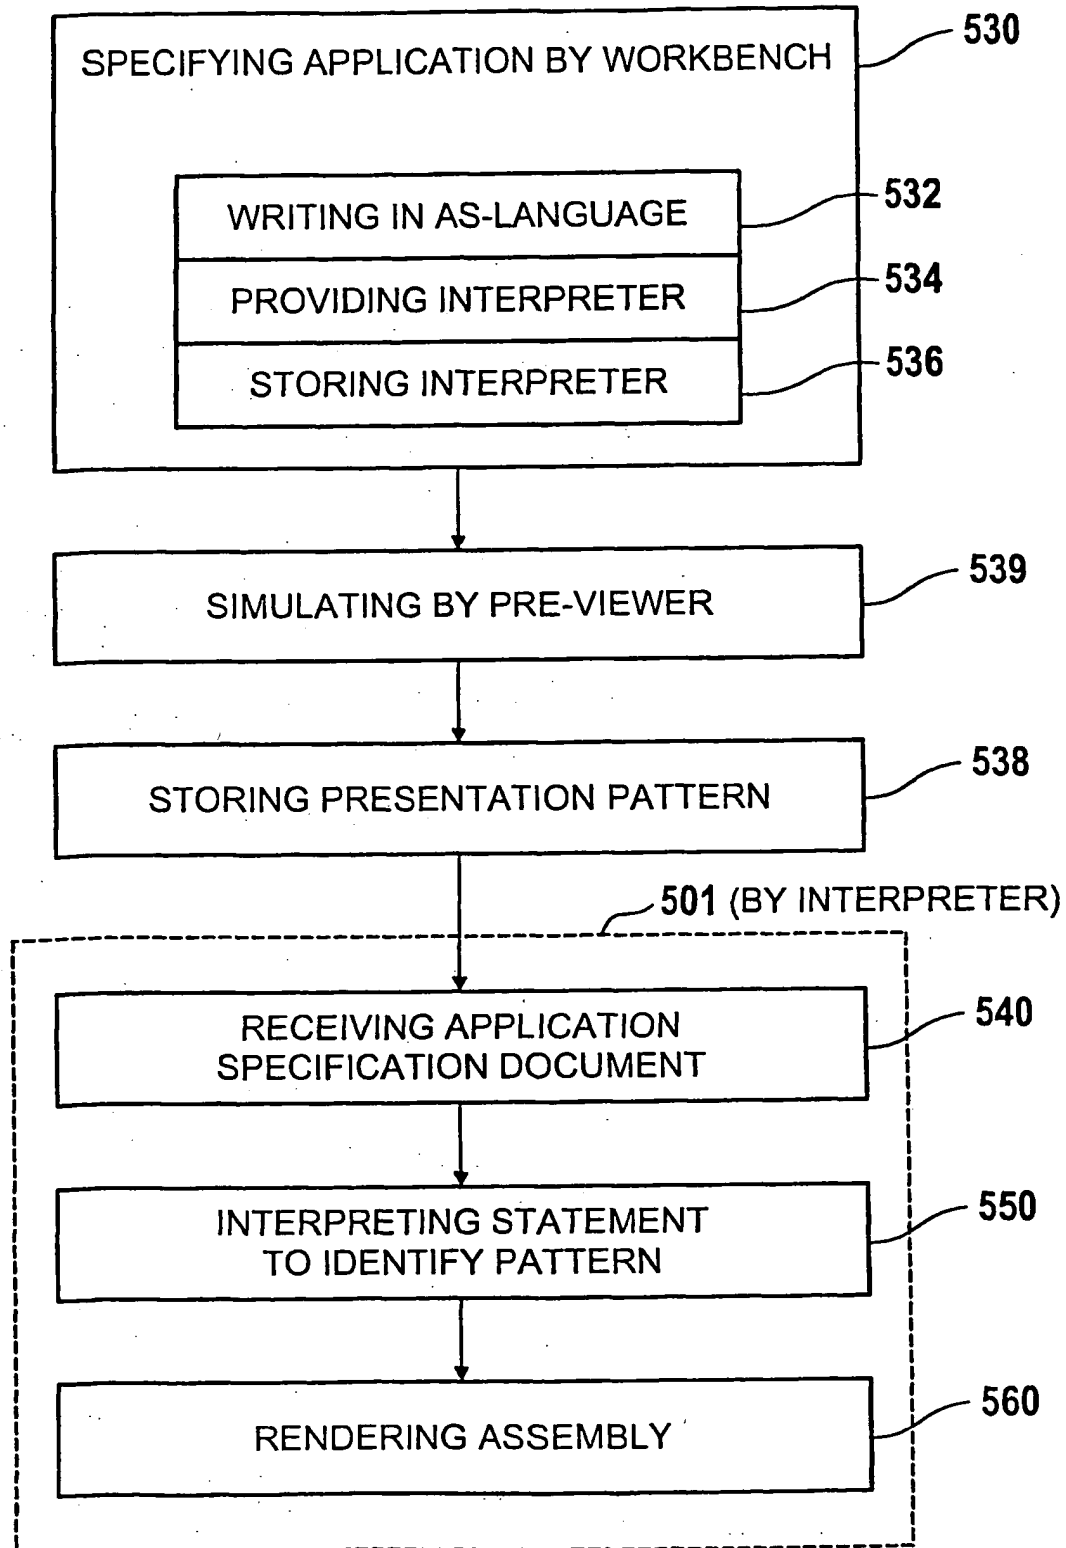 SPECIFYING APPLICATION BY WORKBENCH
530
WRITING IN AS-LANGUAGE
532
PROVIDING INTERPRETER
534
STORING INTERPRETER
536
SIMULATING BY PRE-VIEWER
539
STORING PRESENTATION PATTERN
538
501 (BY INTERPRETER)
RECEIVING APPLICATION
SPECIFICATION DOCUMENT
540
INTERPRETING STATEMENT
TO IDENTIFY PATTERN
550
RENDERING ASSEMBLY
560